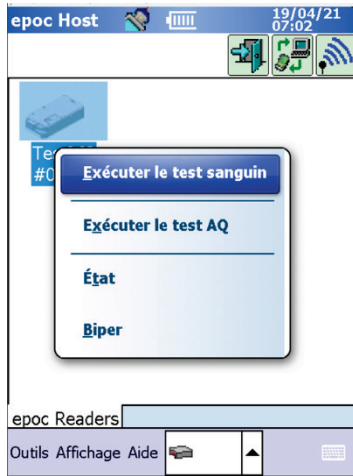 epoc Host
19/04/21
07:02
Exécuter le test sanguin
Exécuter le test AQ
État
Biper
epoc Readers
Outils Affichage Aide